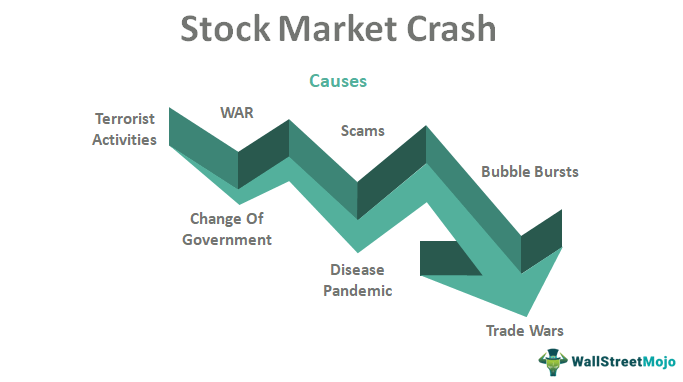 Stock Market Crash
Causes
Terrorist
Activities
WAR
Scams
Bubble Bursts
Change Of
Government
Disease
Pandemic
Trade Wars
WallStreetMojo